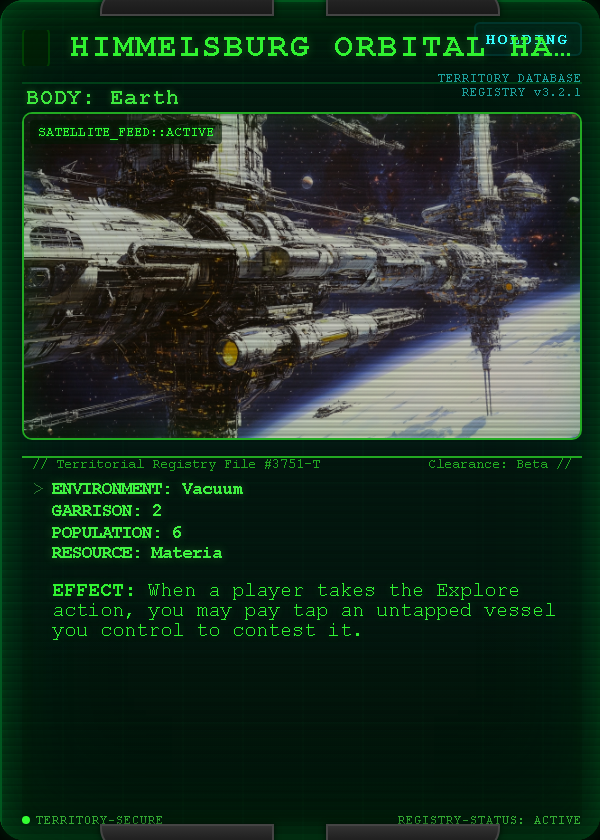 HIMMELSBURG ORBITAL HA…
HOLDING
TERRITORY DATABASE
REGISTRY v3.2.1
BODY: Earth
SATELLITE_FEED::ACTIVE
// Territorial Registry File #3751-T
Clearance: Beta //
> ENVIRONMENT: Vacuum
GARRISON: 2
POPULATION: 6
RESOURCE: Materia
EFFECT: When a player takes the Explore
action, you may pay tap an untapped vessel
you control to contest it.
TERRITORY-SECURE
REGISTRY-STATUS: ACTIVE